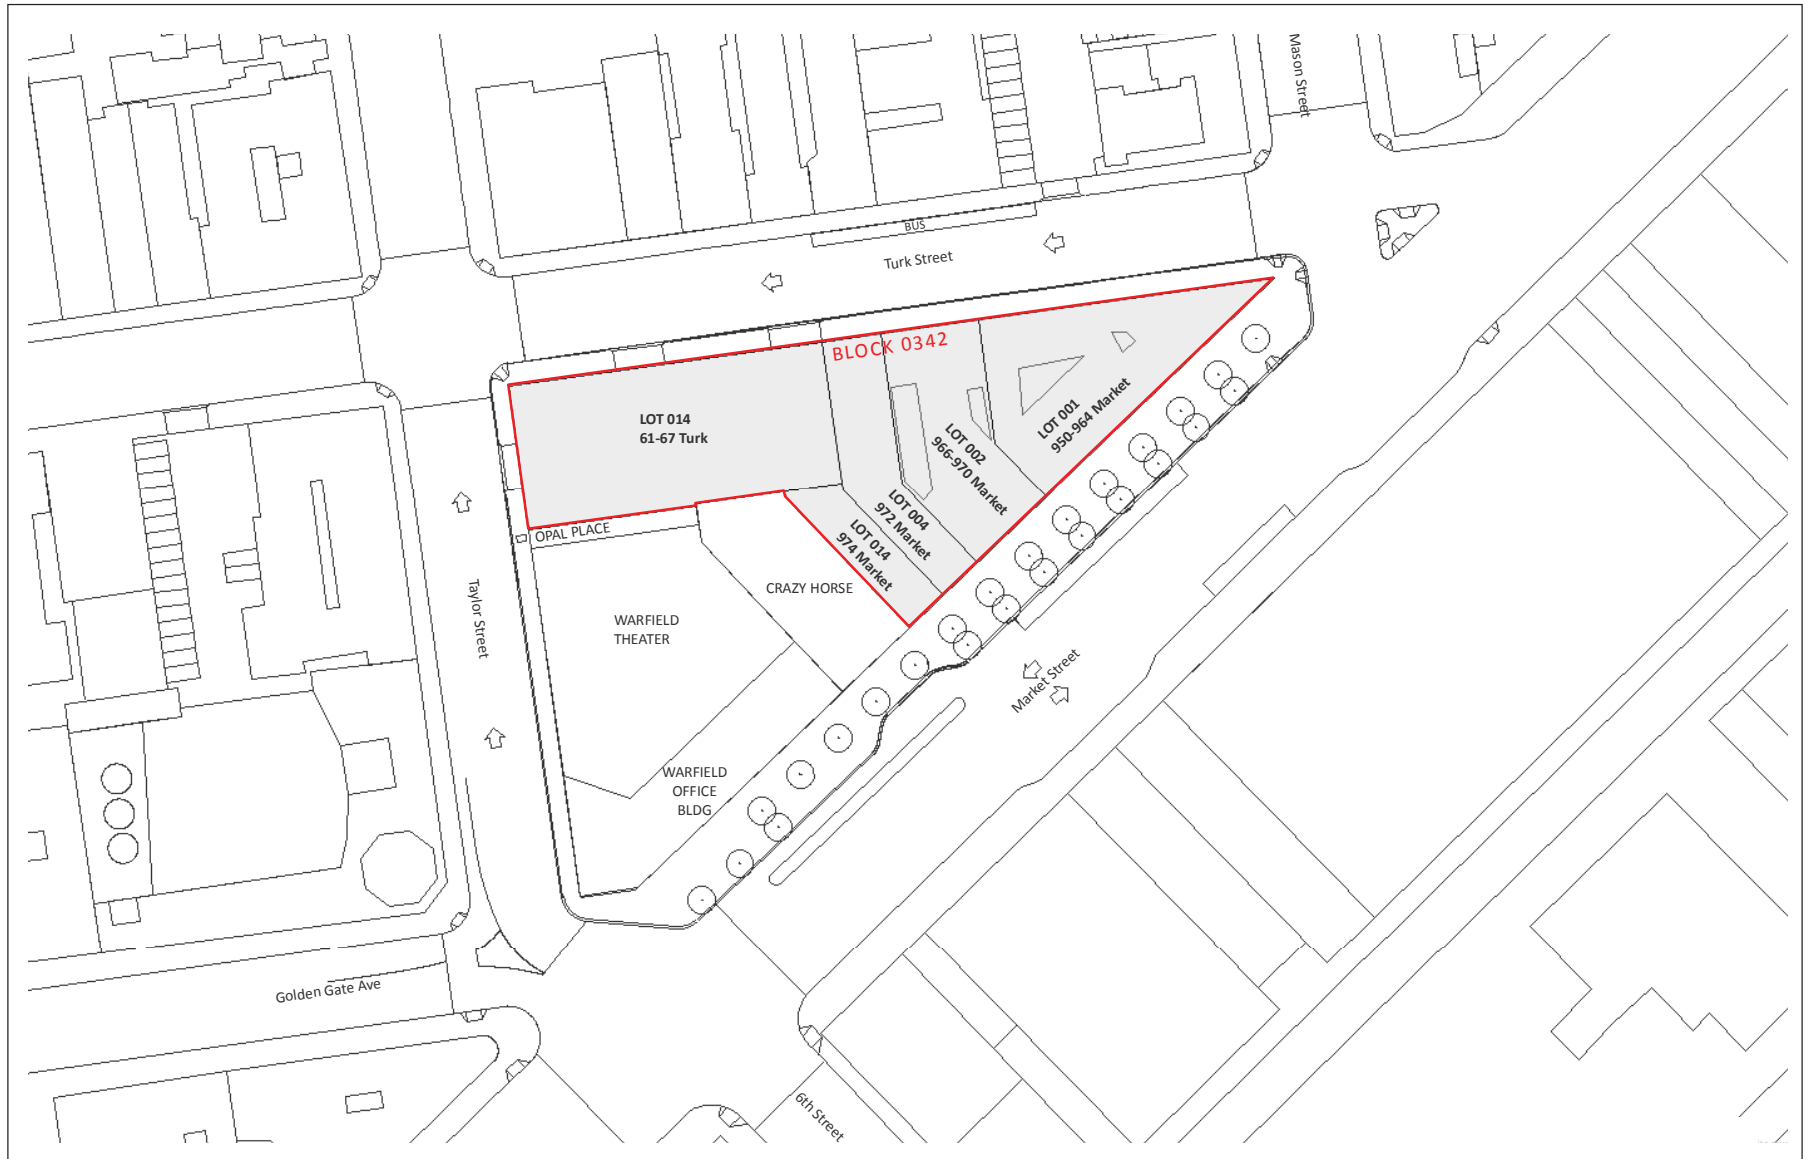 Mason Street
BUS
Turk Street
BLOCK 0342
LOT 014
61-67 Turk
LOT 001
950-964 Market
LOT 002
966-970 Market
LOT 004
972 Market
LOT 014
974 Market
OPAL PLACE
CRAZY HORSE
Taylor Street
WARFIELD
THEATER
Market Street
WARFIELD
OFFICE
BLDG
Golden Gate Ave
6th Street